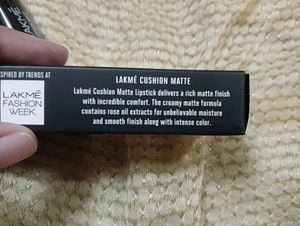 LAKMÉ
SPIRED BY TRENDS AT
LAKMÉ
FASHION
WEEK
LAKMÉ CUSHION MATTE
Lakmé Cushion Matte Lipstick delivers a rich matte finish
with incredible comfort. The creamy matte formula
contains rose oil extracts for unbelievable moisture
and smooth finish along with intense color.